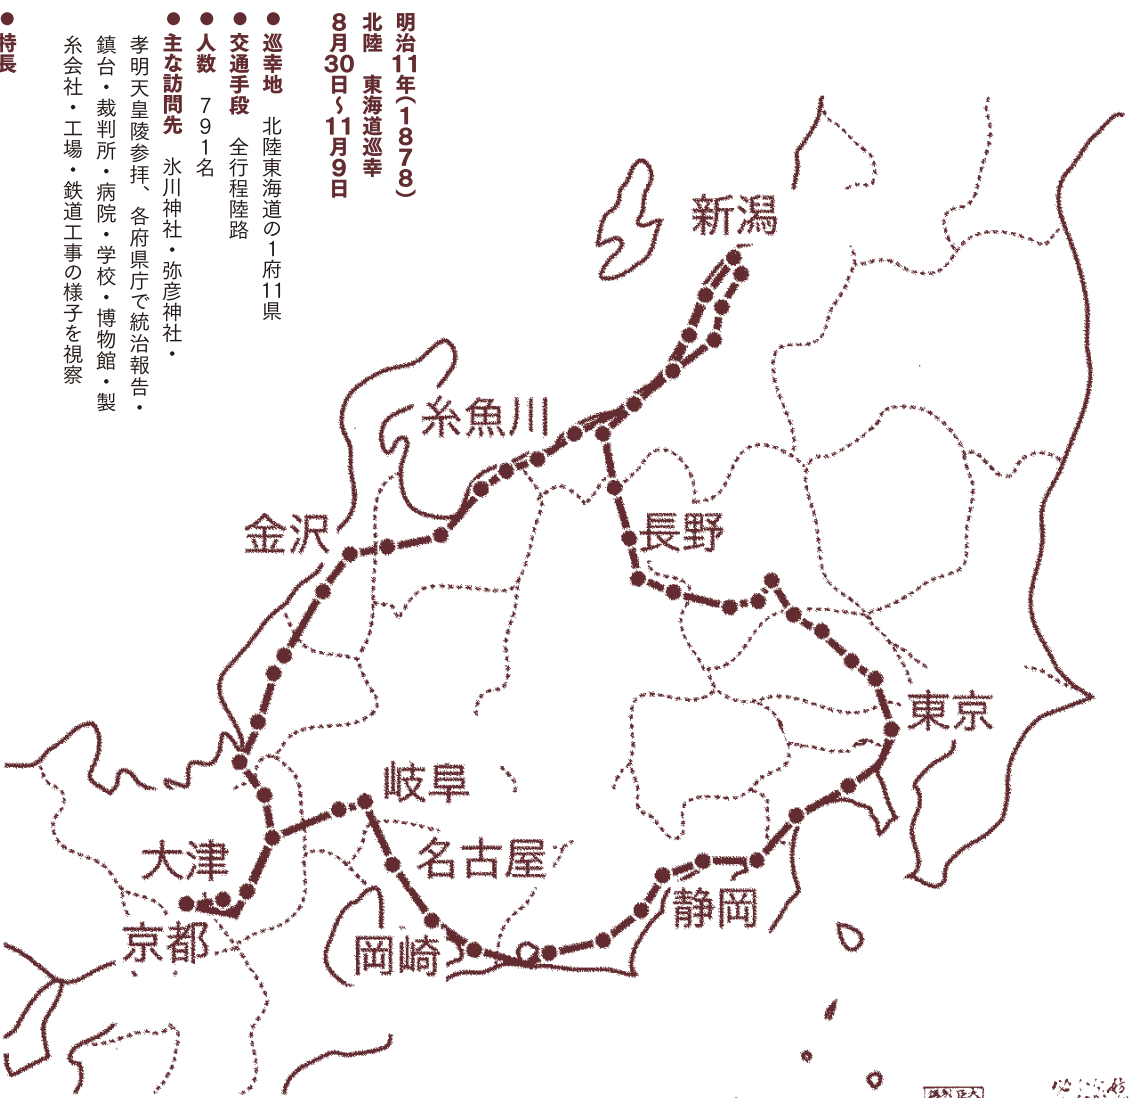 明治11年(1878)
北陸　東海道巡幸
8月30日～11月9日
● 巡幸地　北陸東海道の1府11県
● 交通手段　全行程陸路
● 人数　791名
● 主な訪問先　氷川神社・弥彦神社・
孝明天皇陵参拝、各府県庁で統治報告・
鎮台・裁判所・病院・学校・博物館・製
糸会社・工場・鉄道工事の様子を視察
● 特長
新潟
糸魚川
金沢
長野
東京
岐阜
名古屋
大津
京都
岡崎
静岡